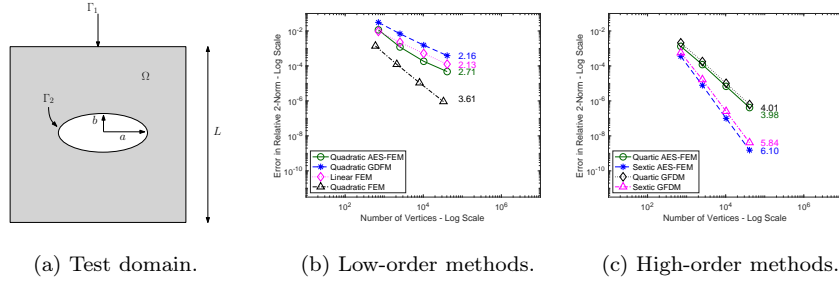 Γ1
Ω
Γ2
b
a
L
(a) Test domain.
Error in Relative 2-Norm - Log Scale
10^-2
10^-4
10^-6
10^-8
10^-10
2.16
2.13
2.71
3.61
Quadratic AES-FEM
Quadratic GDFM
Linear FEM
Quadratic FEM
10^2
10^4
10^6
Number of Vertices - Log Scale
(b) Low-order methods.
Error in Relative 2-Norm - Log Scale
10^-2
10^-4
10^-6
10^-8
10^-10
4.01
3.98
5.84
6.10
Quartic AES-FEM
Sextic AES-FEM
Quartic GFDM
Sextic GFDM
10^2
10^4
10^6
Number of Vertices - Log Scale
(c) High-order methods.